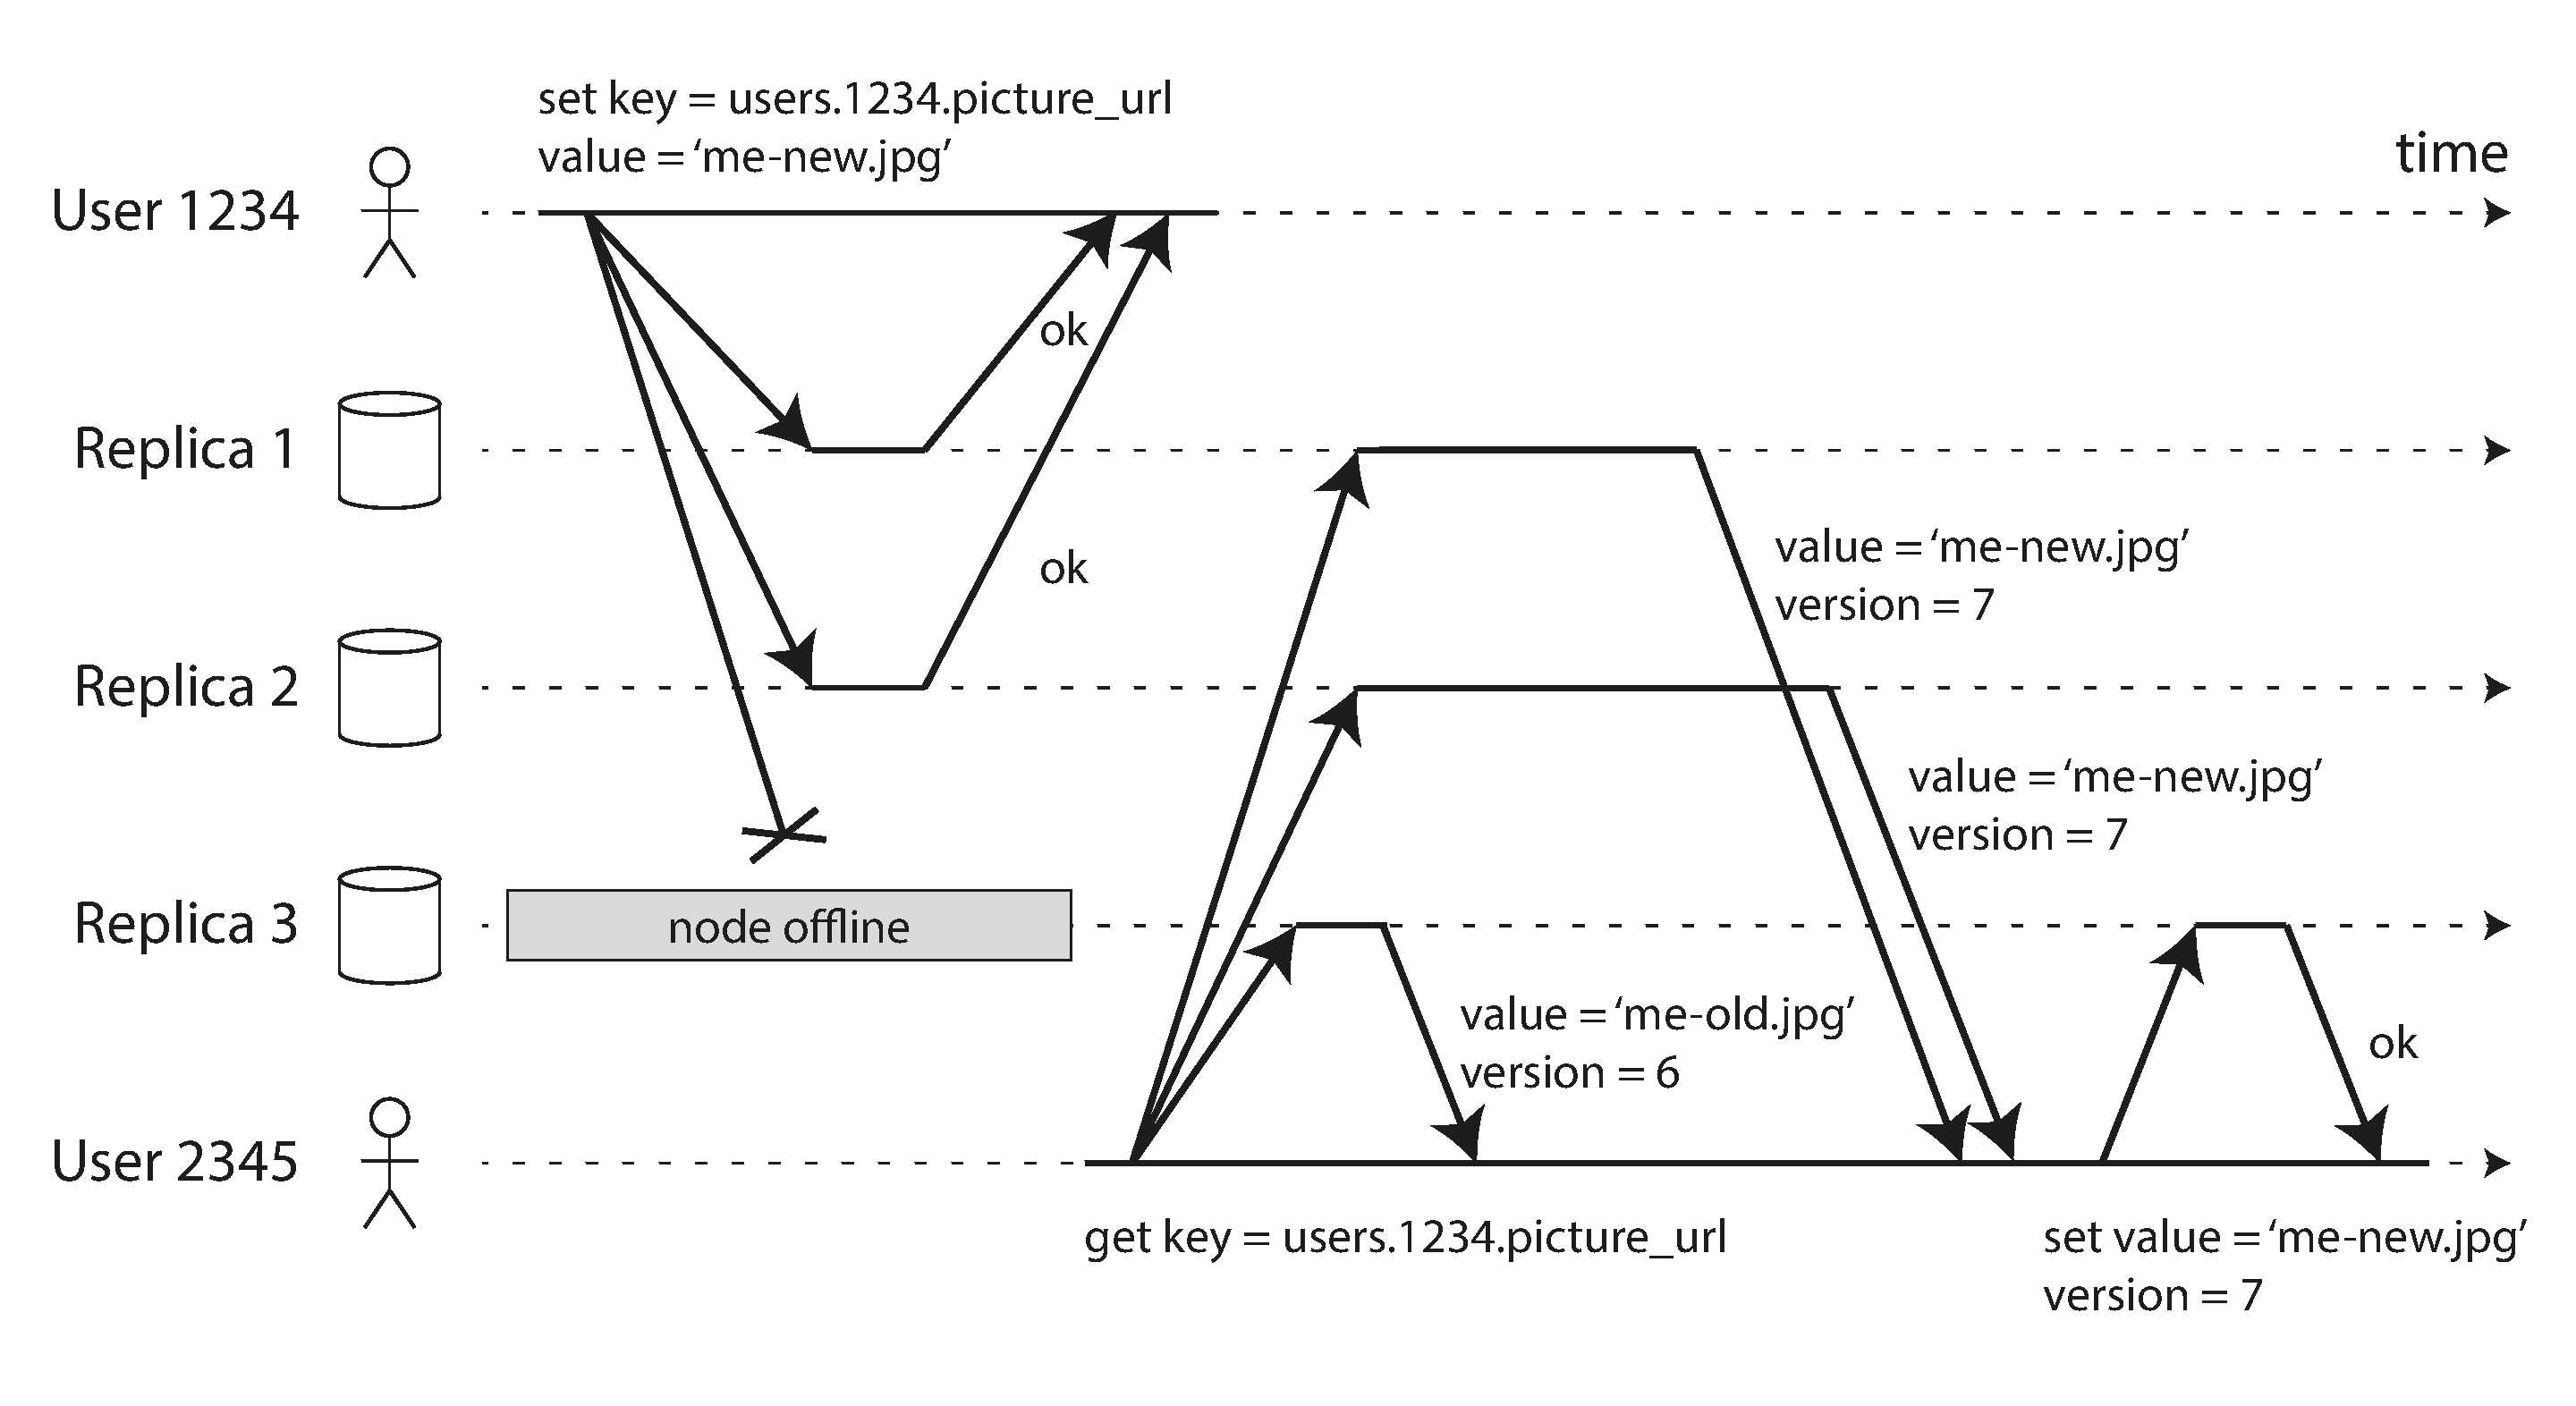 set key = users.1234.picture_url
value = ‘me-new.jpg’
time
User 1234
ok
Replica 1
value = ‘me-new.jpg’
version = 7
ok
Replica 2
value = ‘me-new.jpg’
version = 7
Replica 3
node offline
value = ‘me-old.jpg’
version = 6
ok
User 2345
get key = users.1234.picture_url
set value = ‘me-new.jpg’
version = 7